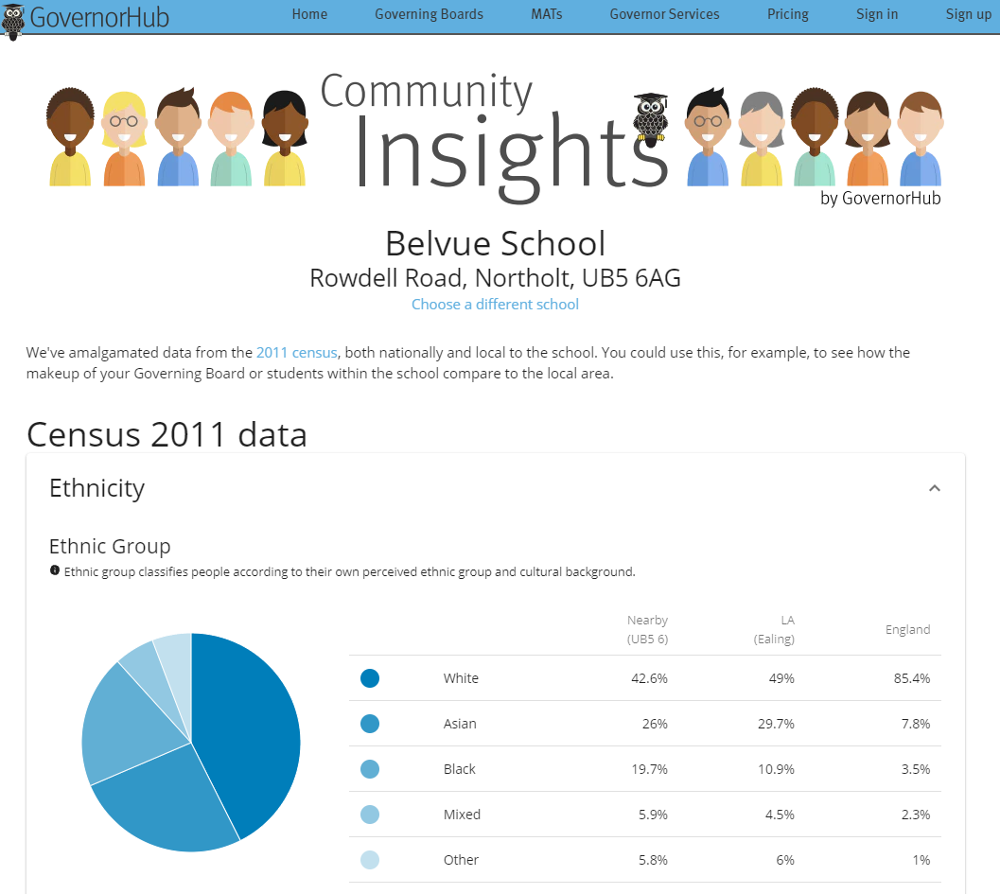 GovernorHub
Home Governing Boards MATs Governor Services Pricing Sign in Sign up
Community
Insights
by GovernorHub
Belvue School
Rowdell Road, Northolt, UB5 6AG
Choose a different school
We've amalgamated data from the 2011 census, both nationally and local to the school. You could use this, for example, to see how the
makeup of your Governing Board or students within the school compare to the local area.
Census 2011 data
Ethnicity
Ethnic Group
Ethnic group classifies people according to their own perceived ethnic group and cultural background.
Nearby LA England
(UB5 6) (Ealing)
White 42.6% 49% 85.4%
Asian 26% 29.7% 7.8%
Black 19.7% 10.9% 3.5%
Mixed 5.9% 4.5% 2.3%
Other 5.8% 6% 1%